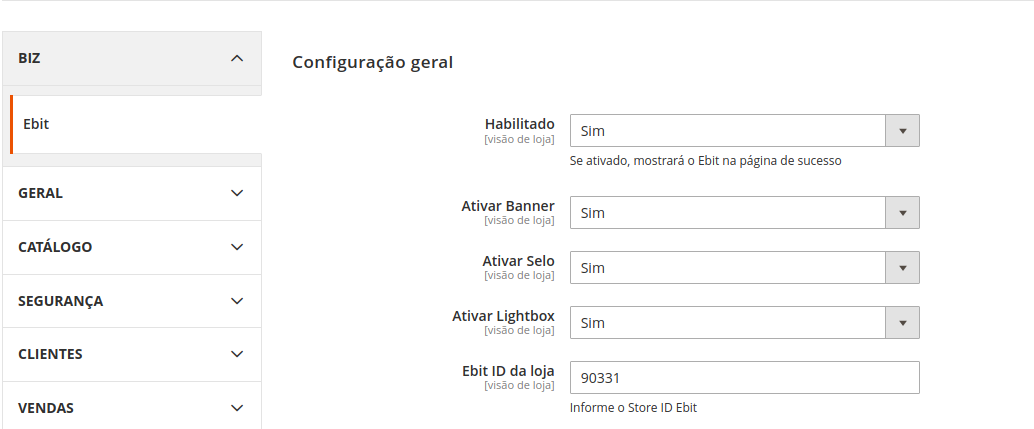 BIZ
Ebit
GERAL
CATÁLOGO
SEGURANÇA
CLIENTES
VENDAS
Configuração geral
Habilitado
[visão de loja]
Sim
Se ativado, mostrará o Ebit na página de sucesso
Ativar Banner
[visão de loja]
Sim
Ativar Selo
[visão de loja]
Sim
Ativar Lightbox
[visão de loja]
Sim
Ebit ID da loja
[visão de loja]
90331
Informe o Store ID Ebit